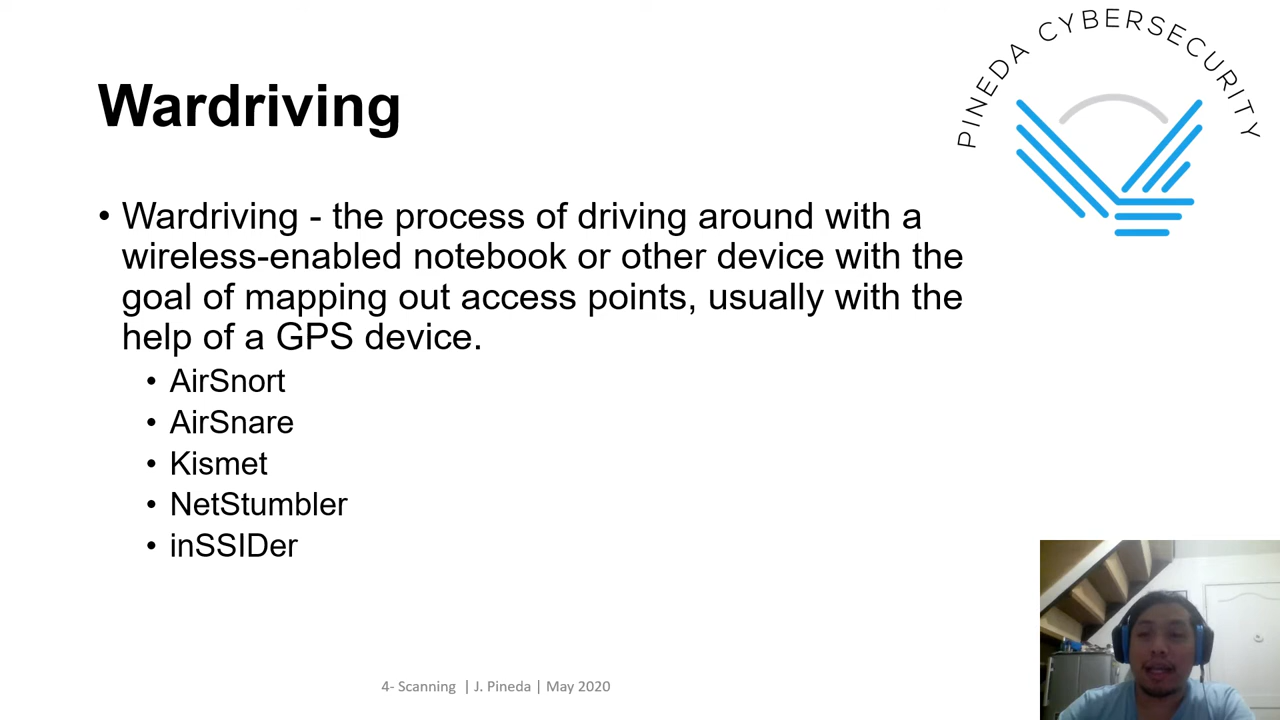 PINEDA CYBERSECURITY
Wardriving
• Wardriving - the process of driving around with a
wireless-enabled notebook or other device with the
goal of mapping out access points, usually with the
help of a GPS device.
• AirSnort
• AirSnare
• Kismet
• NetStumbler
• inSSIDer
4- Scanning | J. Pineda | May 2020